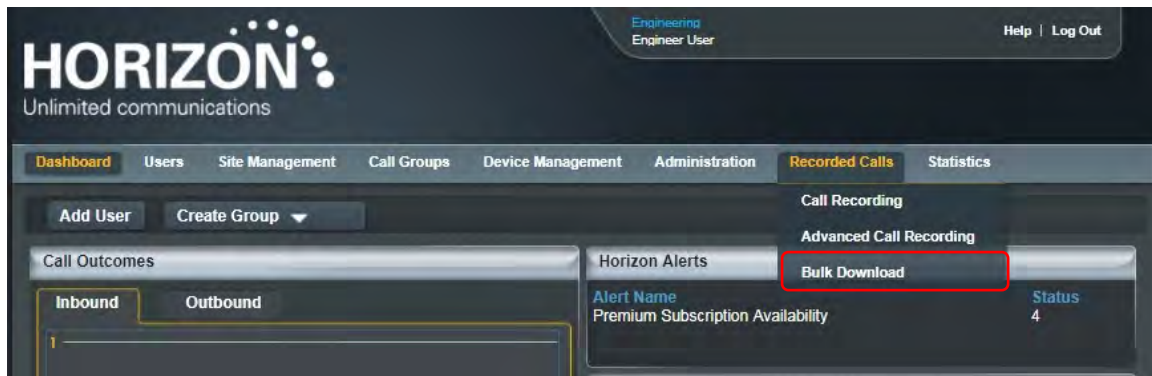 Engineering
Engineer User
Help | Log Out
HORIZON
Unlimited communications
Dashboard Users Site Management Call Groups Device Management Administration Recorded Calls Statistics
Call Recording
Advanced Call Recording
Bulk Download
Add User Create Group
Call Outcomes
Inbound Outbound
1
Horizon Alerts
Alert Name Status
Premium Subscription Availability 4